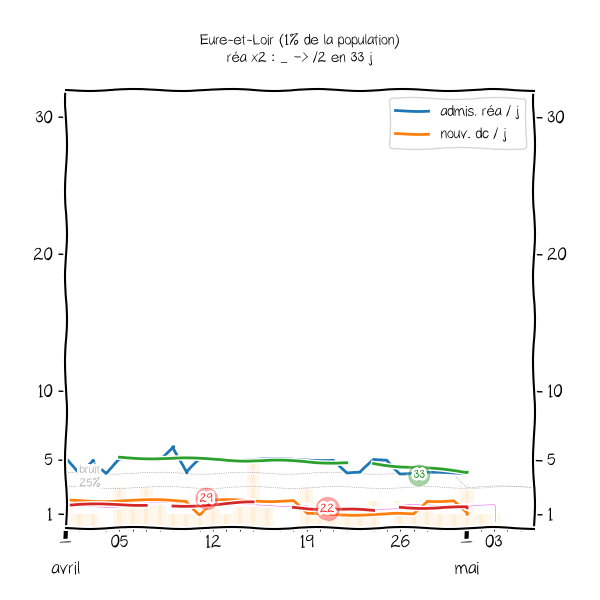 Eure-et-Loir (1% de la population)
réa x2 : _ -> /2 en 33 j
admis. réa / j
nouv. dc / j
30 30
20 20
10 10
5 5
1 1
bruit
25%
33
29
22
1 05 12 19 26 1 03
avril mai